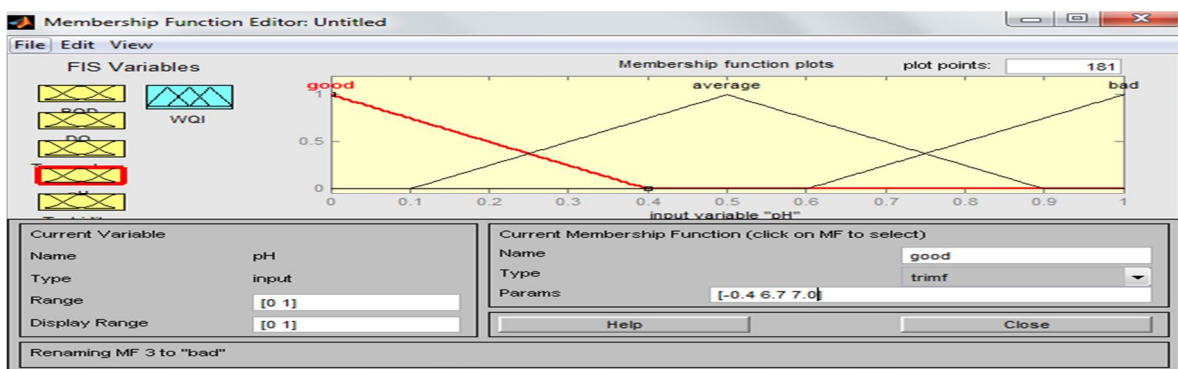 Membership Function Editor: Untitled
File Edit View
FIS Variables
Membership function plots
plot points:
181
WQI
good
average
bad
1
0.5
0
0 0.1 0.2 0.3 0.4 0.5 0.6 0.7 0.8 0.9 1
input variable "pH"
Current Variable
Name pH
Type input
Range [0 1]
Display Range [0 1]
Current Membership Function (click on MF to select)
Name good
Type trimf
Params [-0.4 6.7 7.0]
Help
Close
Renaming MF 3 to "bad"